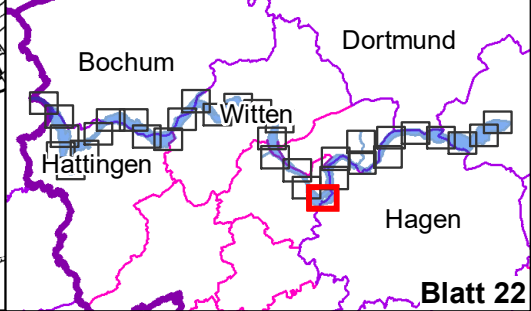 Dortmund
Bochum
Witten
Hattingen
Hagen
Blatt 22